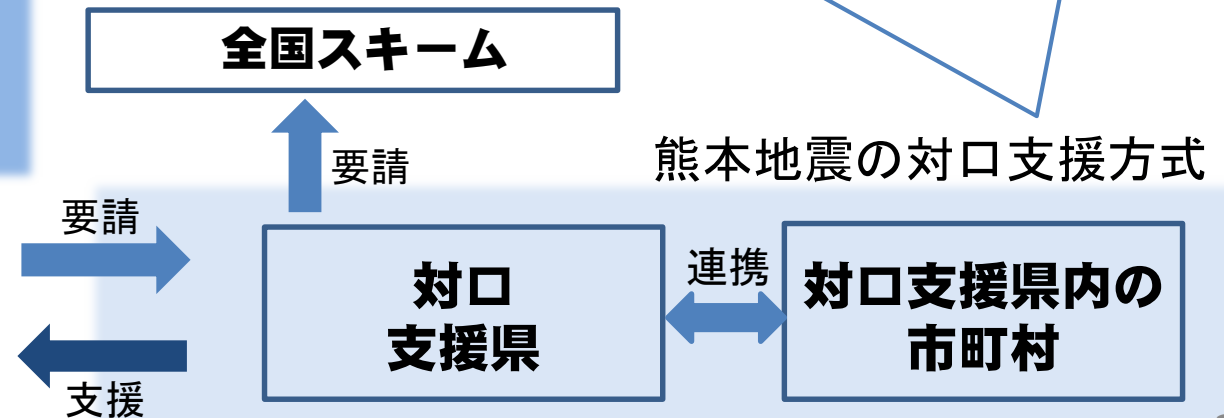 全国スキーム
要請
熊本地震の対口支援方式
要請
対口
支援県
連携
対口支援県内の
市町村
支援